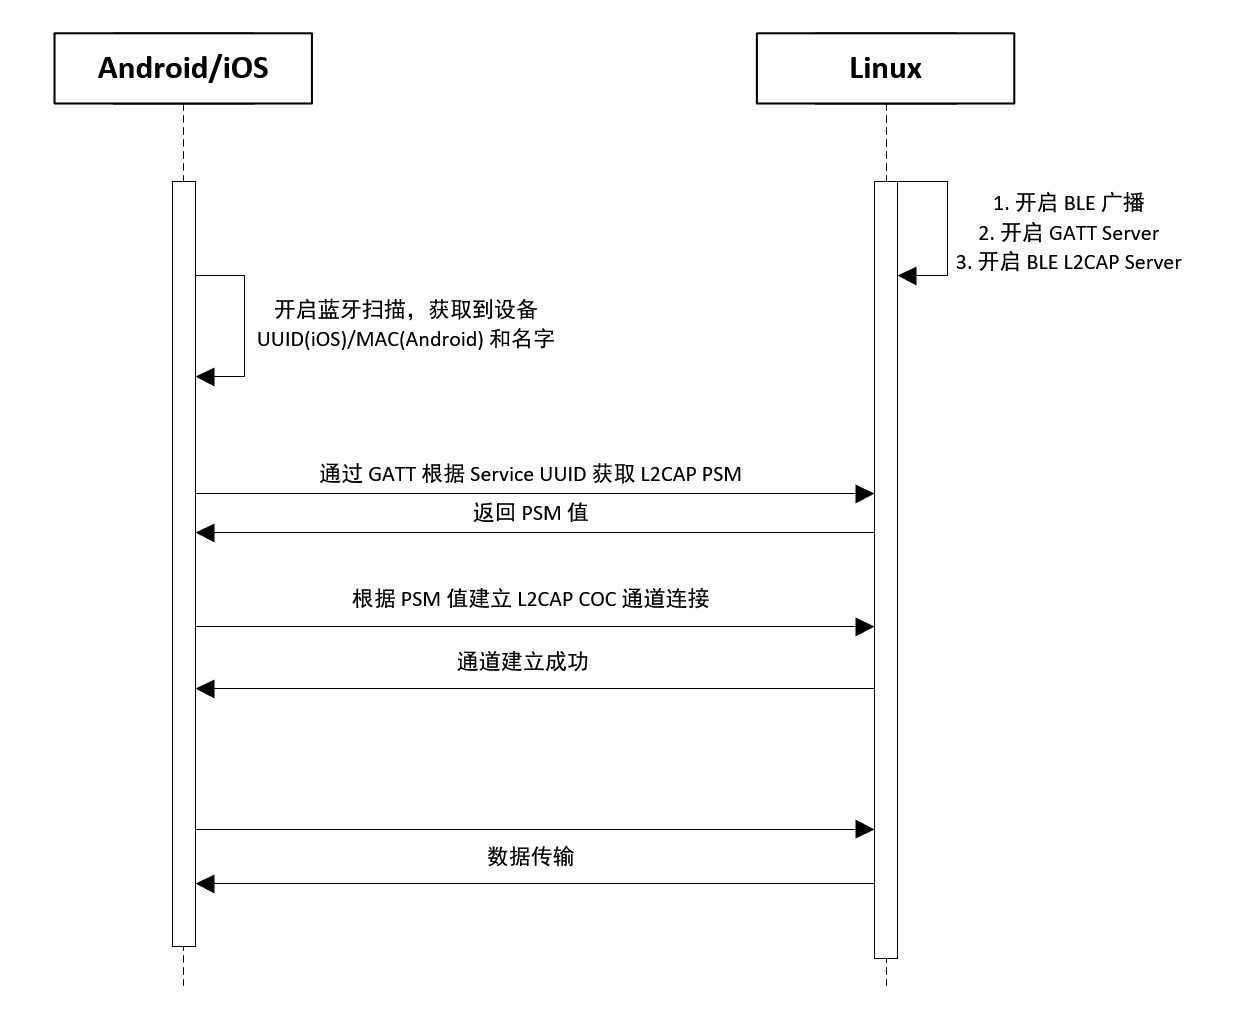 Android/iOS
Linux
1. 开启 BLE 广播
2. 开启 GATT Server
3. 开启 BLE L2CAP Server
开启蓝牙扫描，获取到设备
UUID(iOS)/MAC(Android) 和名字
通过 GATT 根据 Service UUID 获取 L2CAP PSM
返回 PSM 值
根据 PSM 值建立 L2CAP COC 通道连接
通道建立成功
数据传输